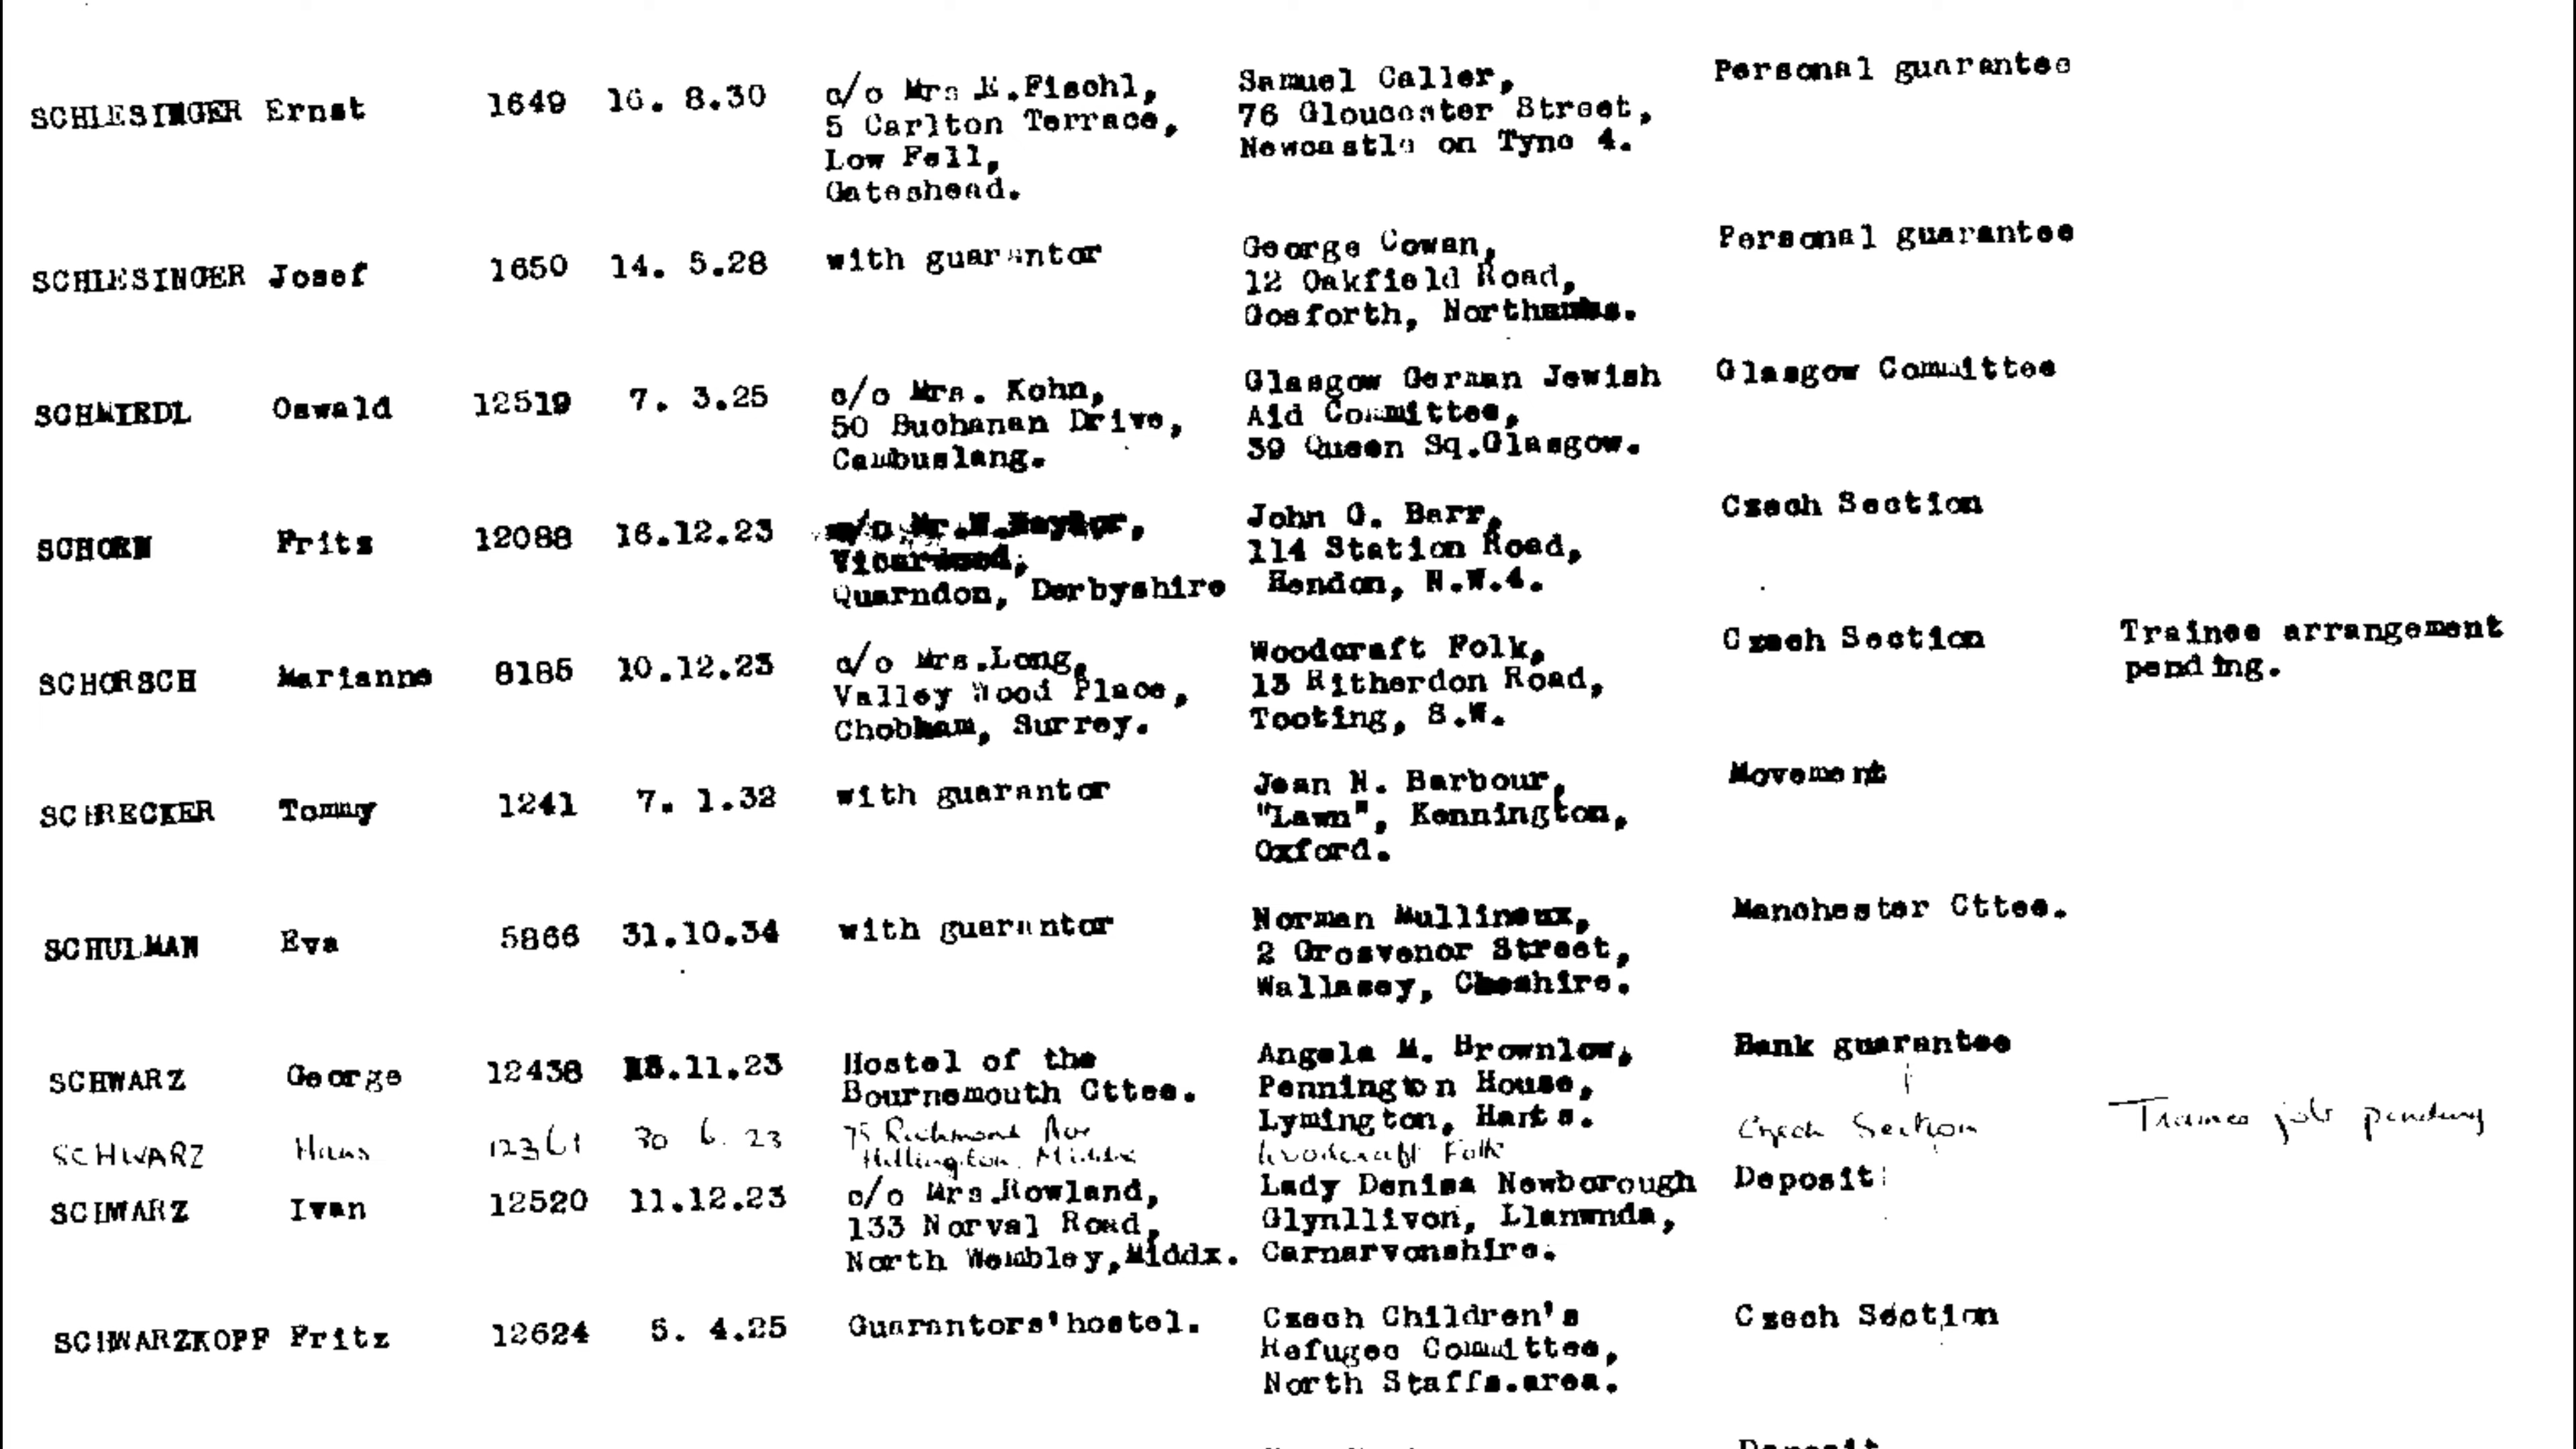 SCHLESINGER Ernst 1649 16. 8.30 c/o Mrs E.Fischl, Samuel Caller, Personal guarantee
5 Carlton Terrace, 76 Gloucester Street,
Low Fell, Newcastle on Tyne 4.
Gateshead.
SCHLESINGER Josef 1650 14. 5.28 with guarantor George Cowan, Personal guarantee
12 Oakfield Road,
Gosforth,
SCHMIEDL Oswald 12519 7. 3.25 c/o Mrs. Kohn, Glasgow German Jewish Glasgow Committee
50 Buchanan Drive, Aid Committee,
Cambuslang. 39 Queen Sq.Glasgow.
SCHORN Fritz 12088 16.12.23 John G. Barr, Czech Section
114 Station Road,
Quarndon, Derbyshire Hendon, N.W.4.
SCHORSCH Marianne 8185 10.12.23 c/o Mrs.Long, Woodcraft Folk, Czech Section Trainee arrangement
Valley Wood Place, 13 Ritherdon Road, pending.
Chobham, Surrey. Tooting, S.W.
SCHRECKER Tommy 1241 7. 1.32 with guarantor Jean N. Barbour, Movement
"Lawn", Kennington,
Oxford.
SCHULMAN Eva 5866 31.10.34 with guarantor Norman Mullineux, Manchester Cttee.
2 Grosvenor Street,
Wallasey, Cheshire.
SCHWARZ George 12438 .11.23 Hostel of the Angela M. Brownlow, Bank guarantee
Bournemouth Cttee. Pennington House,
Lymington,
SCHWARZ Hans 12361 30 6. 23 75 Richmond Ave Woodcraft Folk Czech Section Trainee job pending
Hillington, Middx
SCHWARZ Ivan 12520 11.12.23 c/o Mrs.Rowland, Lady Denisa Newborough Deposit
133 Norval Road, Glynllivon, Llanwnda,
North Wembley,Middx. Carnarvonshire.
SCHWARZKOPF Fritz 12624 5. 4.25 Guarantors'hostel. Czech Children's Czech Section
Refugee Committee,
North Staffs.area.
Deposit